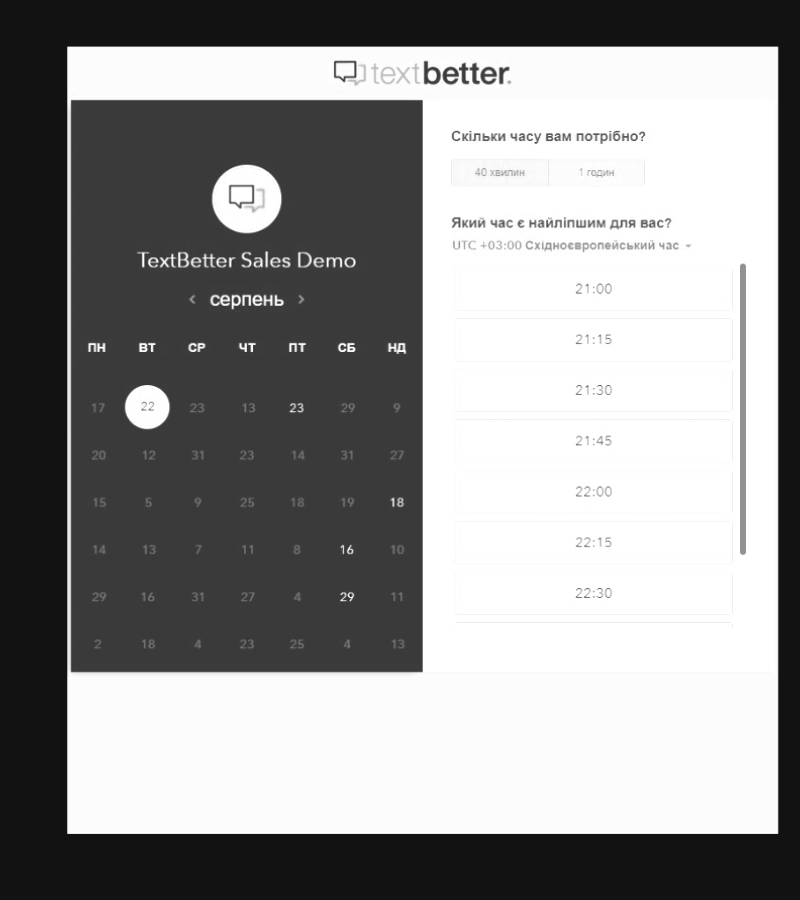 textbetter.
TextBetter Sales Demo
‹ серпень ›
ПН ВТ СР ЧТ ПТ СБ НД
17 22 23 13 23 29 9
20 12 31 23 14 31 27
15 5 9 25 18 19 18
14 13 7 11 8 16 10
29 16 31 27 4 29 11
2 18 4 23 25 4 13
Скільки часу вам потрібно?
40 хвилин 1 годин
Який час є найліпшим для вас?
UTC +03:00 Східноєвропейський час
21:00
21:15
21:30
21:45
22:00
22:15
22:30